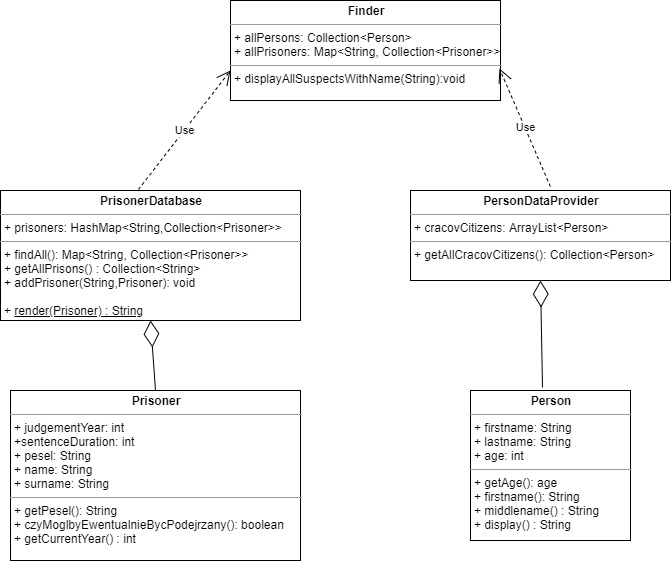 Finder
+ allPersons: Collection<Person>
+ allPrisoners: Map<String, Collection<Prisoner>>
+ displayAllSuspectsWithName(String):void
Use
Use
PrisonerDatabase
+ prisoners: HashMap<String,Collection<Prisoner>>
+ findAll(): Map<String, Collection<Prisoner>>
+ getAllPrisons() : Collection<String>
+ addPrisoner(String,Prisoner): void
+ render(Prisoner) : String
PersonDataProvider
+ cracovCitizens: ArrayList<Person>
+ getAllCracovCitizens(): Collection<Person>
Prisoner
+ judgementYear: int
+sentenceDuration: int
+ pesel: String
+ name: String
+ surname: String
+ getPesel(): String
+ czyMoglbyEwentualnieBycPodejrzany(): boolean
+ getCurrentYear() : int
Person
+ firstname: String
+ lastname: String
+ age: int
+ getAge(): age
+ firstname(): String
+ middlename() : String
+ display() : String